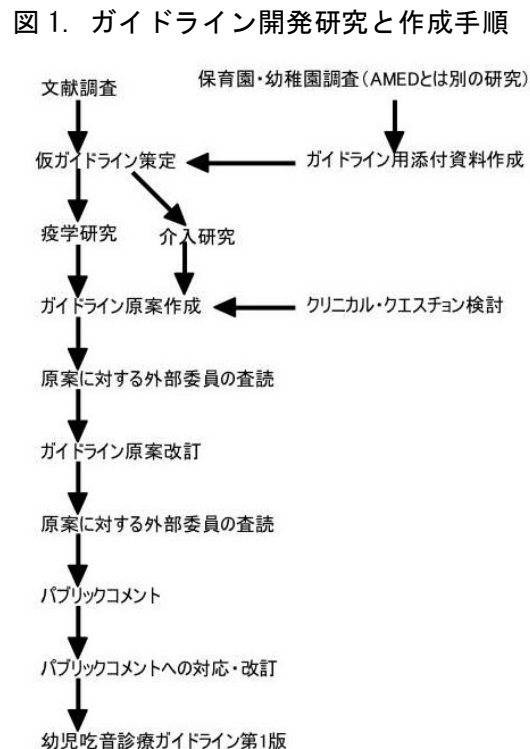 図1. ガイドライン開発研究と作成手順
文献調査
保育園・幼稚園調査(AMEDとは別の研究)
仮ガイドライン策定
ガイドライン用添付資料作成
疫学研究
介入研究
ガイドライン原案作成
クリニカル・クエスチョン検討
原案に対する外部委員の査読
ガイドライン原案改訂
原案に対する外部委員の査読
パブリックコメント
パブリックコメントへの対応・改訂
幼児吃音診療ガイドライン第1版